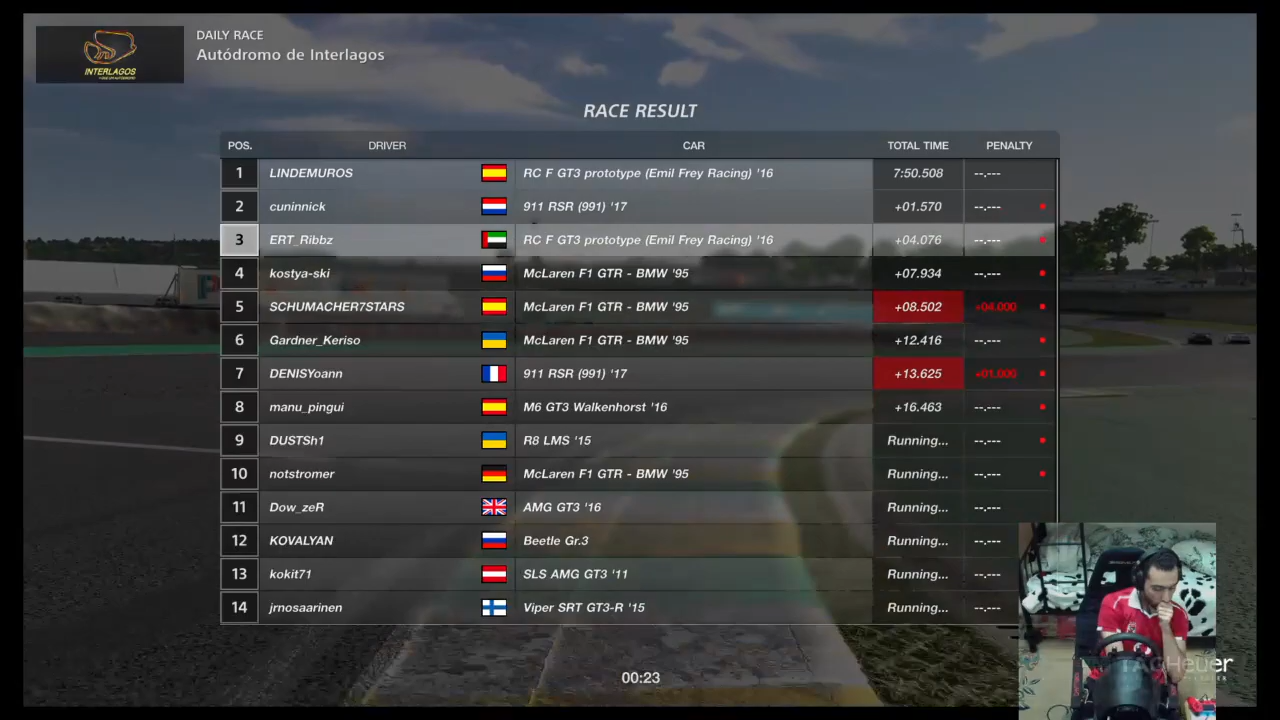 DAILY RACE
Autódromo de Interlagos
INTERLAGOS
RACE RESULT
POS. DRIVER CAR TOTAL TIME PENALTY
1 LINDEMUROS RC F GT3 prototype (Emil Frey Racing) '16 7:50.508 --.---
2 cuninnick 911 RSR (991) '17 +01.570 --.---
3 ERT_Ribbz RC F GT3 prototype (Emil Frey Racing) '16 +04.076 --.---
4 kostya-ski McLaren F1 GTR - BMW '95 +07.934 --.---
5 SCHUMACHER7STARS McLaren F1 GTR - BMW '95 +08.502 +04.000
6 Gardner_Keriso McLaren F1 GTR - BMW '95 +12.416 --.---
7 DENISYoann 911 RSR (991) '17 +13.625 +01.000
8 manu_pingui M6 GT3 Walkenhorst '16 +16.463 --.---
9 DUSTSh1 R8 LMS '15 Running... --.---
10 notstromer McLaren F1 GTR - BMW '95 Running... --.---
11 Dow_zeR AMG GT3 '16 Running... --.---
12 KOVALYAN Beetle Gr.3 Running... --.---
13 kokit71 SLS AMG GT3 '11 Running... --.---
14 jrnosaarinen Viper SRT GT3-R '15 Running... --.---
00:23
TAGHeuer